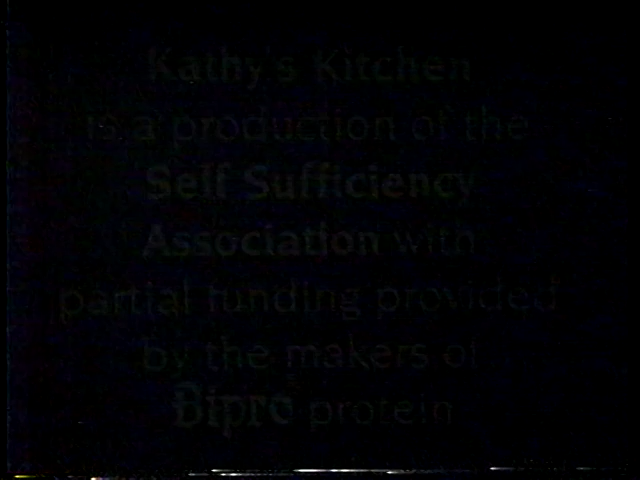 Kathy's Kitchen
is a production of the
Self Sufficiency
Association with
partial funding provided
by the makers of
Bipro protein